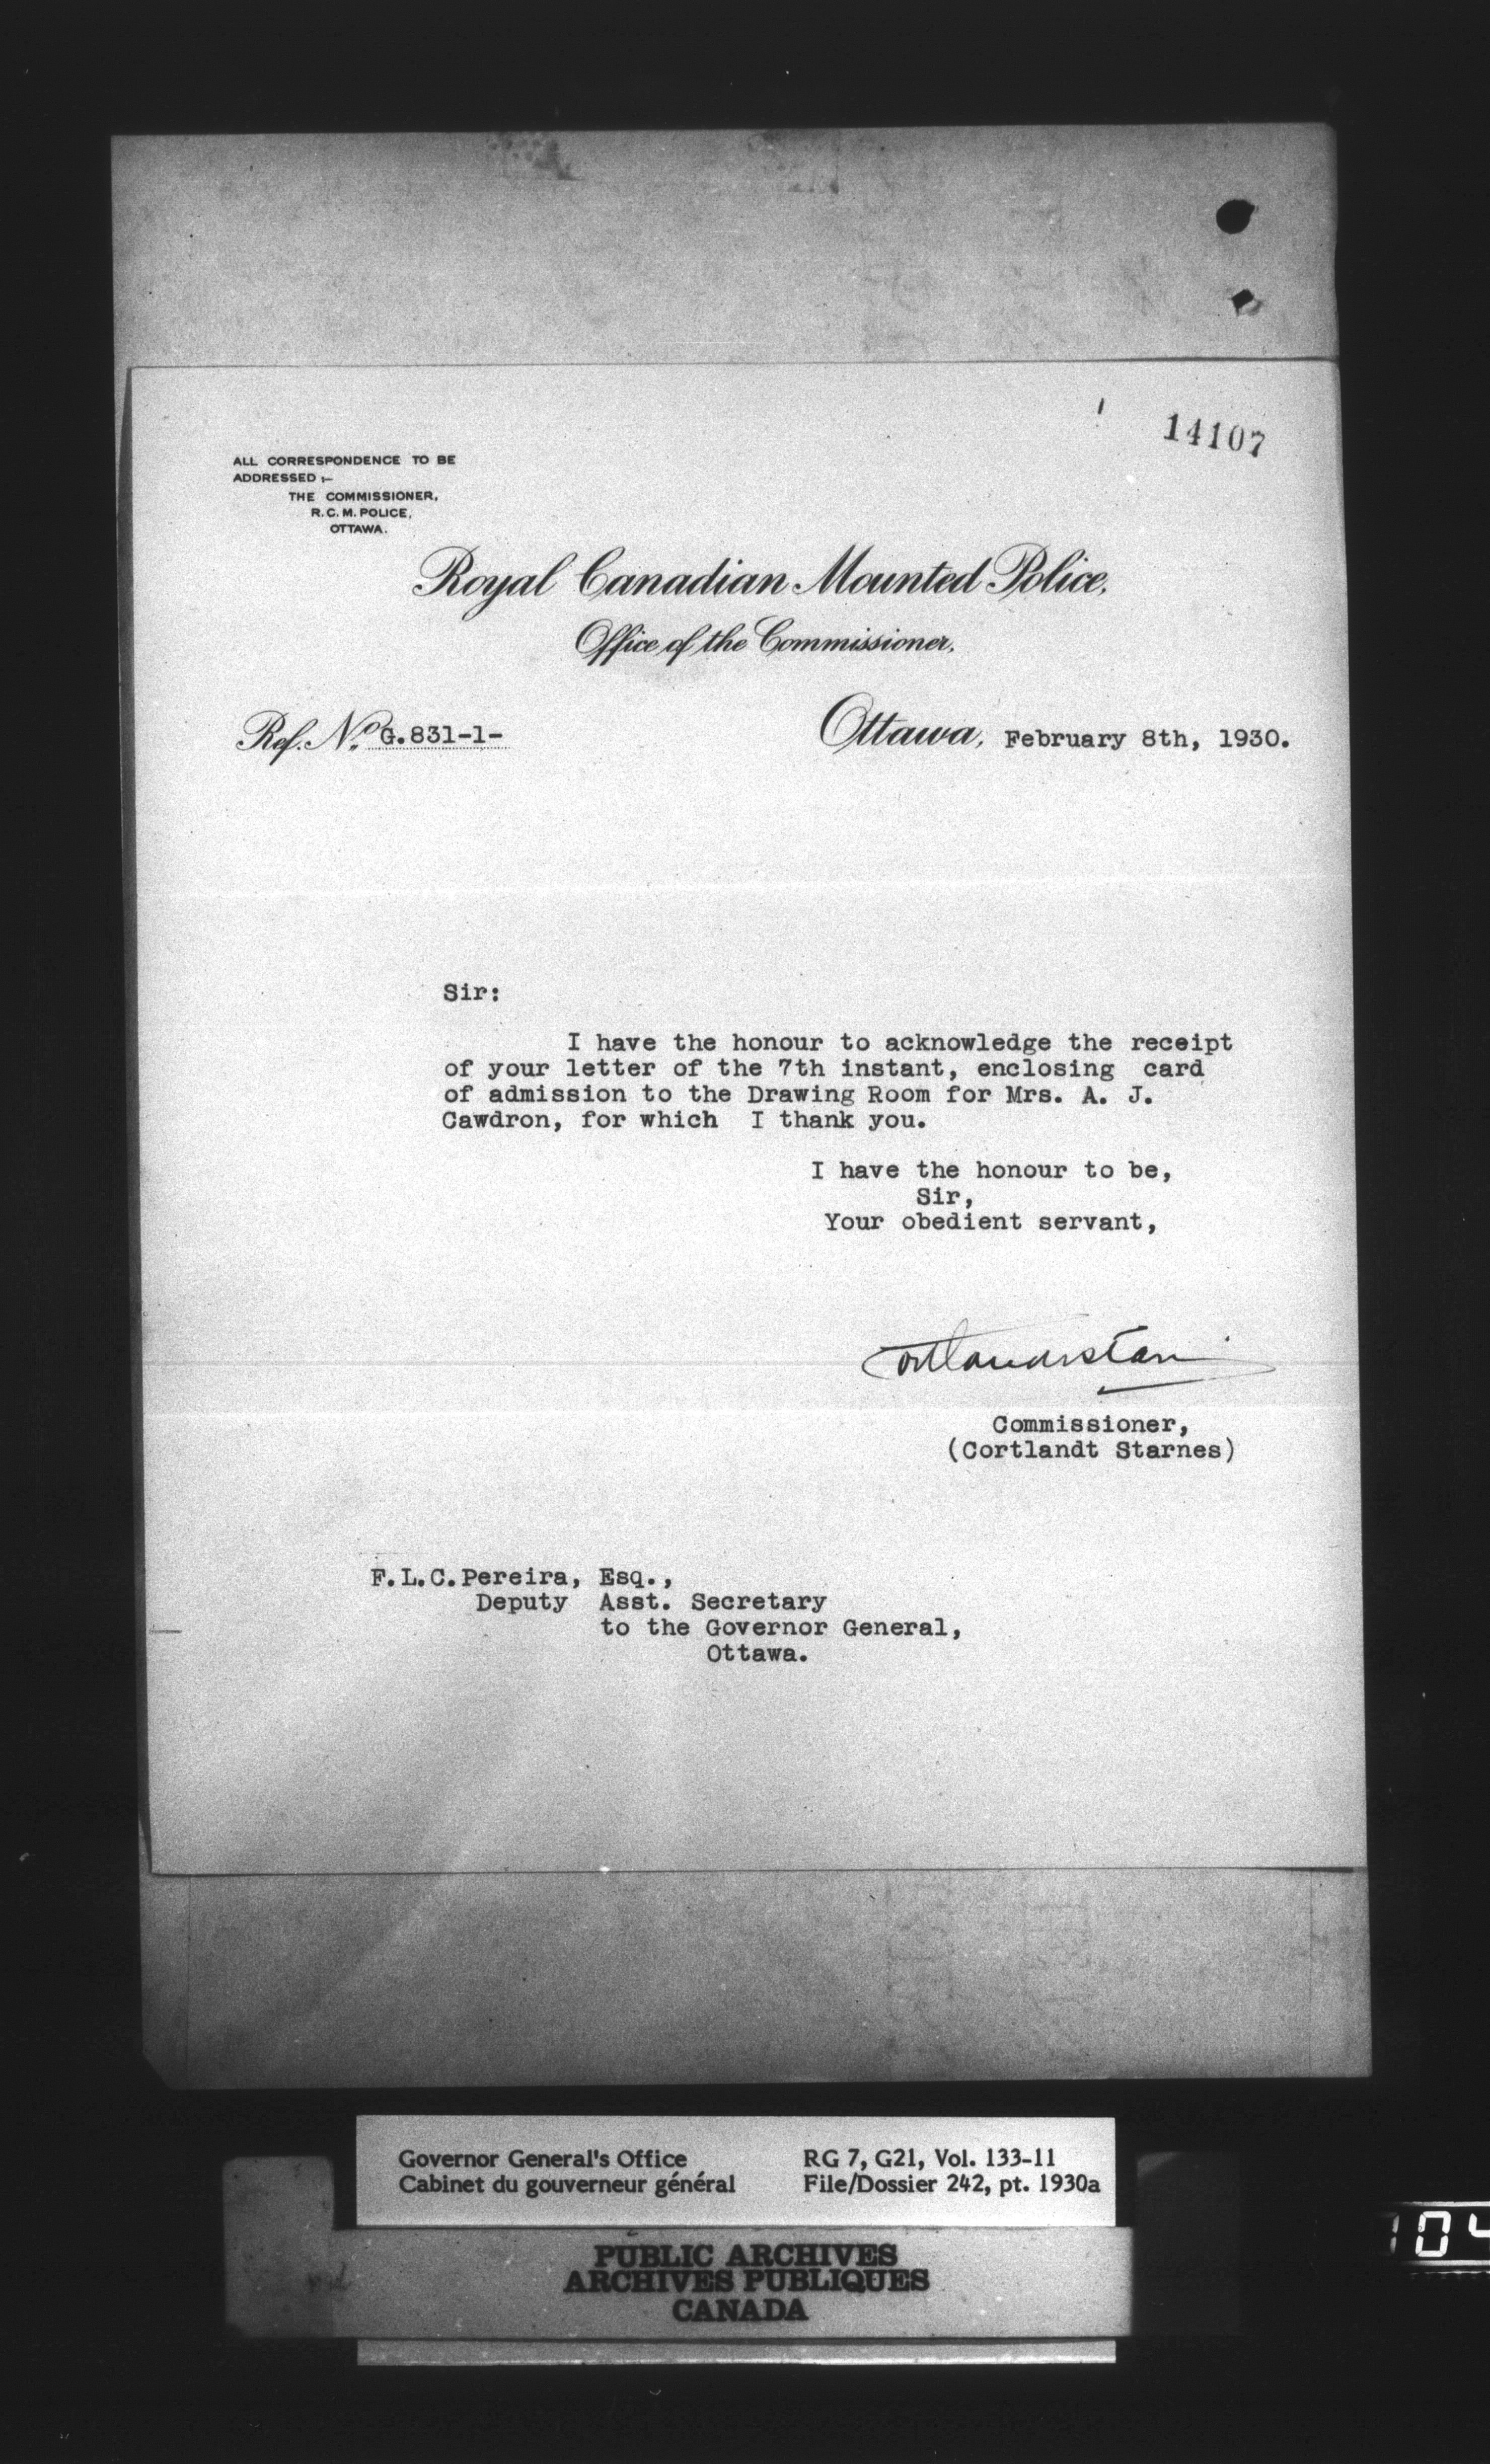 14107
ALL CORRESPONDENCE TO BE
ADDRESSED :—
THE COMMISSIONER,
R. C. M. POLICE,
OTTAWA.
Royal Canadian Mounted Police,
Office of the Commissioner.
Ref. No. G.831-1-
Ottawa, February 8th, 1930.
Sir:
I have the honour to acknowledge the receipt
of your letter of the 7th instant, enclosing card
of admission to the Drawing Room for Mrs. A. J.
Cawdron, for which I thank you.
I have the honour to be,
Sir,
Your obedient servant,
Commissioner,
(Cortlandt Starnes)
F.L.C.Pereira, Esq.,
Deputy Asst. Secretary
to the Governor General,
Ottawa.
Governor General's Office RG 7, G21, Vol. 133-11
Cabinet du gouverneur général File/Dossier 242, pt. 1930a
PUBLIC ARCHIVES
ARCHIVES PUBLIQUES
CANADA